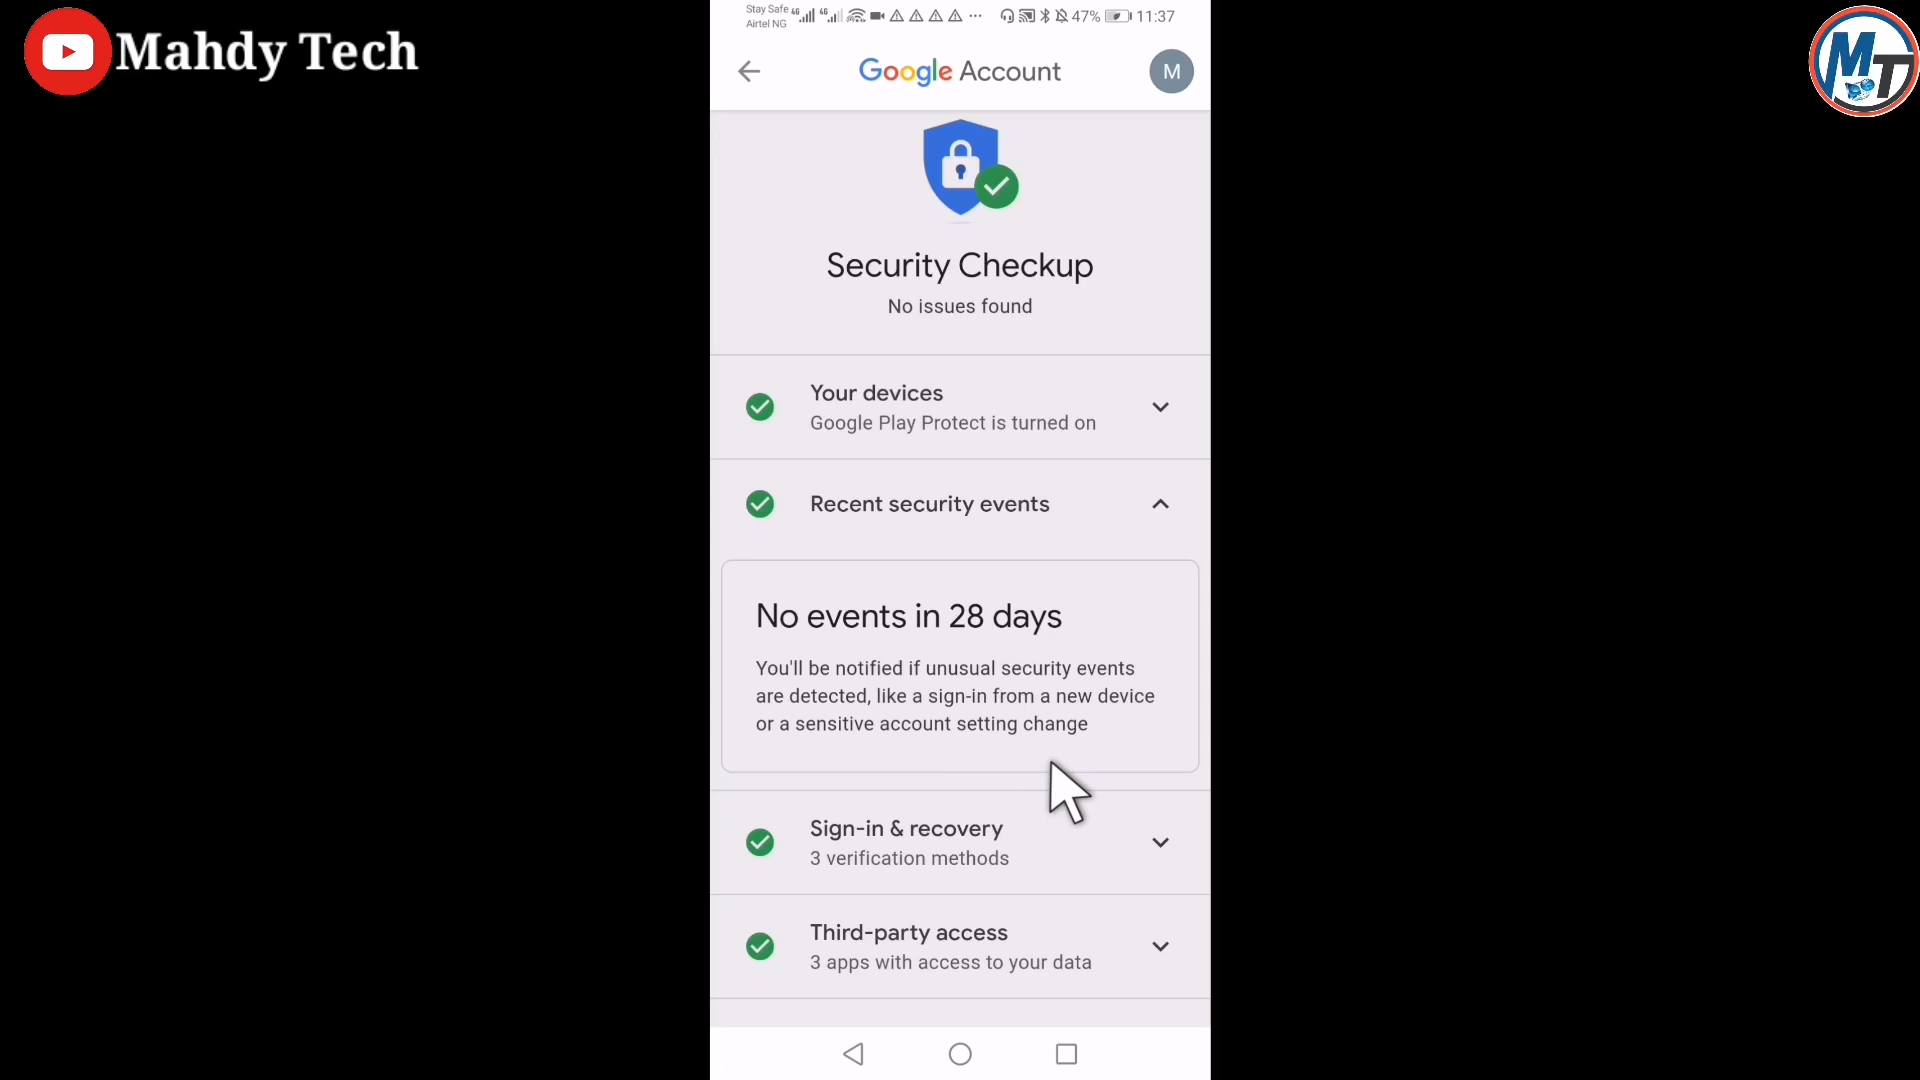 Mahdy Tech
MT
Stay Safe 4G 4G 47% 11:37
Airtel NG
Google Account
M
Security Checkup
No issues found
Your devices
Google Play Protect is turned on
Recent security events
No events in 28 days
You'll be notified if unusual security events
are detected, like a sign-in from a new device
or a sensitive account setting change
Sign-in & recovery
3 verification methods
Third-party access
3 apps with access to your data